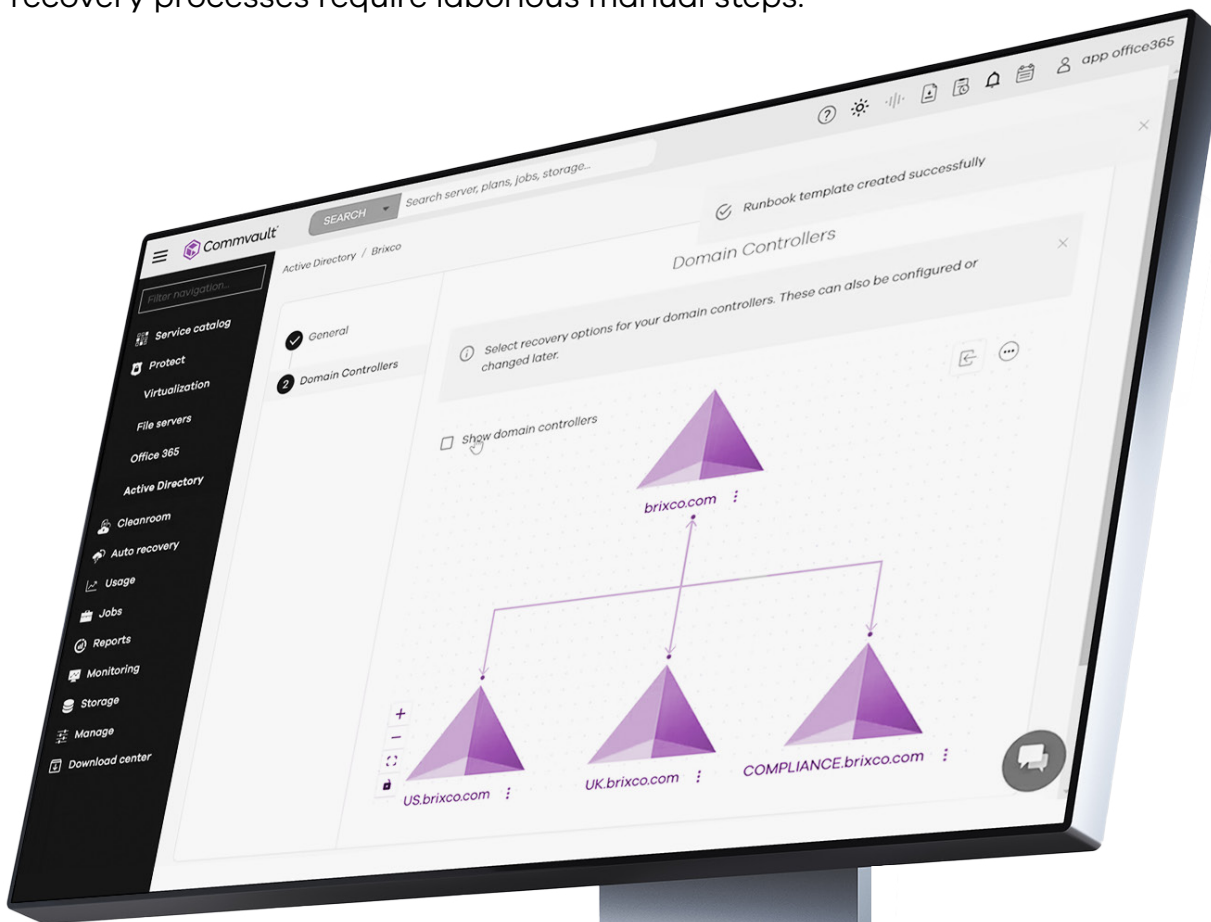 recovery processes require laborious manual steps.
app office365
Commvault
SEARCH
Search server, plans, jobs, storage...
Runbook template created successfully
Filter navigation...
Active Directory / Brixco
Domain Controllers
Service catalog
Protect
Virtualization
File servers
Office 365
Active Directory
Cleanroom
Auto recovery
Usage
Jobs
Reports
Monitoring
Storage
Manage
Download center
General
2 Domain Controllers
Select recovery options for your domain controllers. These can also be configured or
changed later.
Show domain controllers
brixco.com
US.brixco.com
UK.brixco.com
COMPLIANCE.brixco.com